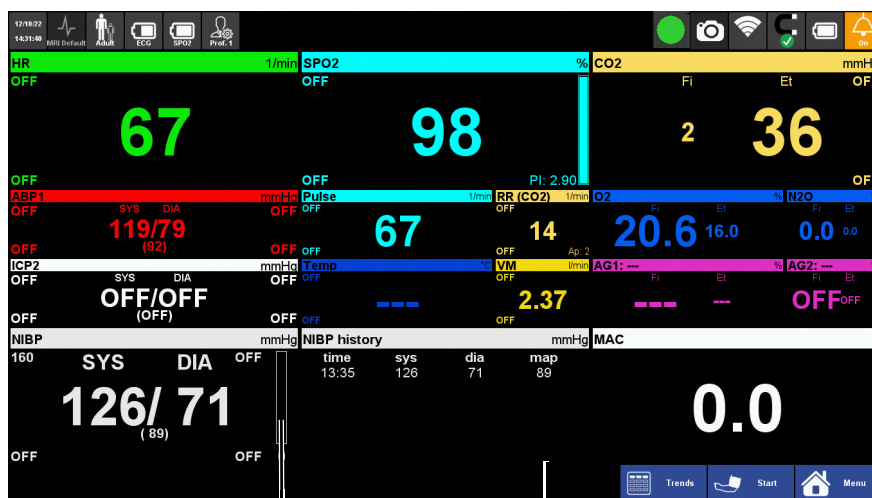 12/10/22
14:31:40
MRI Default
Adult
ECG
SPO2
Prof. 1
On
HR 1/min
OFF
67
OFF
SPO2 %
OFF
98
OFF
PI: 2.90
CO2 mmH
Fi Et OF
2 36
OF
ABP1 mmHg
OFF SYS DIA OFF
119/79
(92)
OFF OFF
Pulse 1/min
OFF
67
OFF
RR (CO2) 1/min
OFF
14
OFF Ap: 2
O2 %
Fi Et
20.6 16.0
N2O
Fi Et
0.0 0.0
ICP2 mmHg
OFF SYS DIA OFF
OFF/OFF
(OFF)
OFF OFF
Temp °C
OFF
---
OFF
VM l/min
OFF
2.37
OFF
AG1: --- %
Fi Et
--- ---
AG2: ---
Fi Et
OFF OFF
NIBP mmHg
160 SYS DIA OFF
126/ 71
( 89)
OFF OFF
NIBP history mmHg
time sys dia map
13:35 126 71 89
MAC
0.0
Trends
Start
Menu